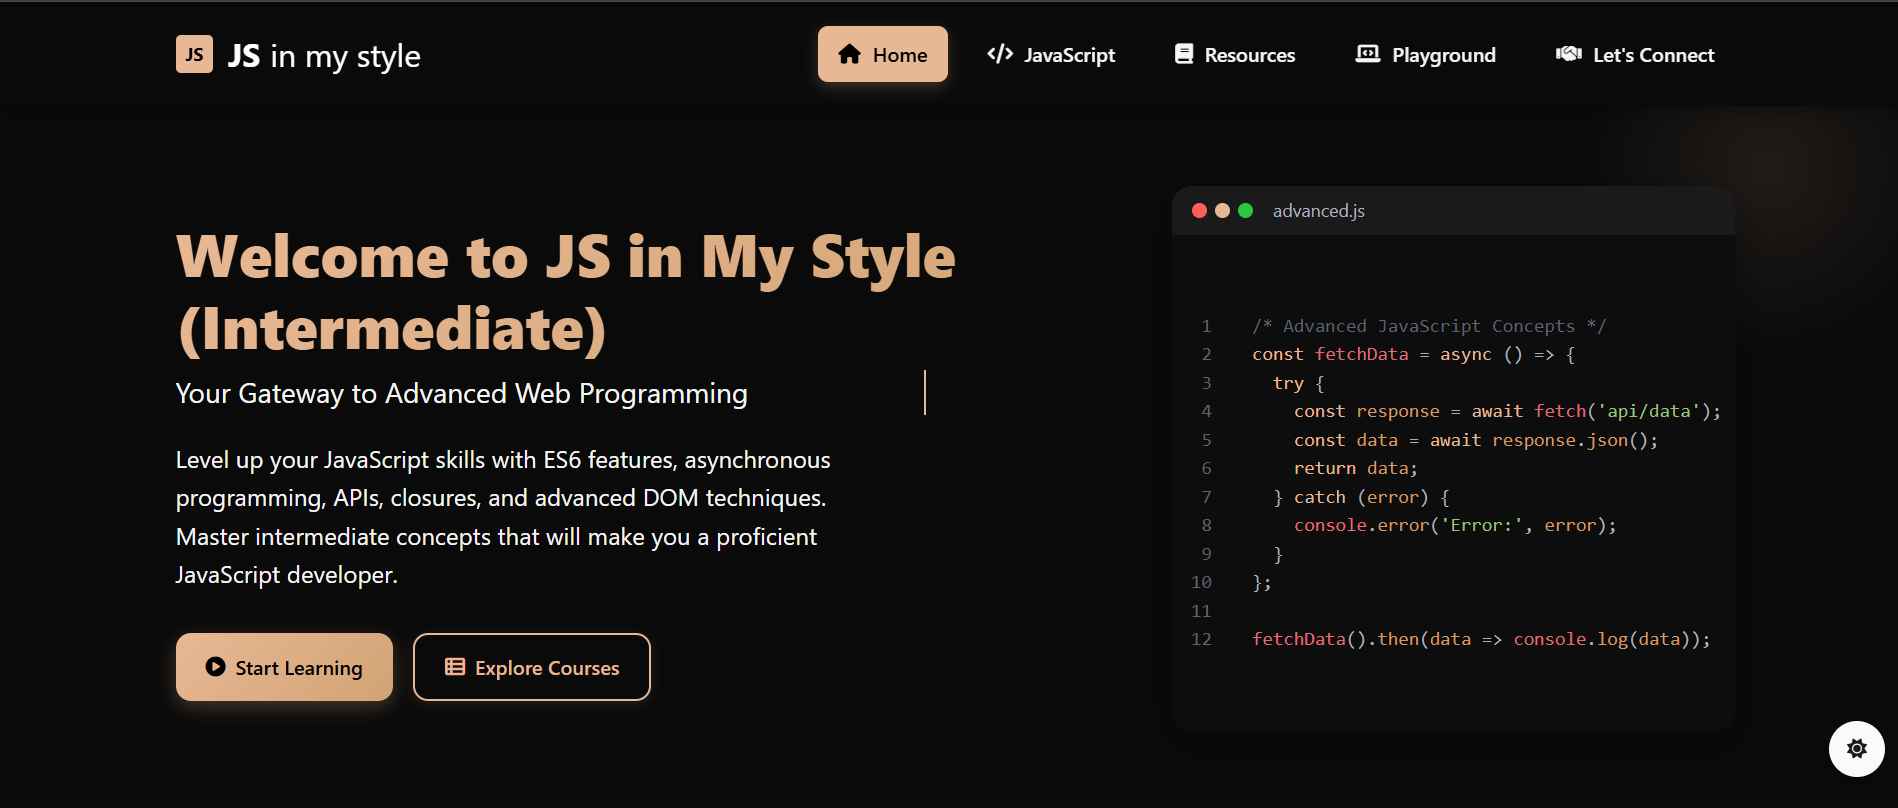 JS JS in my style
Home JavaScript Resources Playground Let's Connect
Welcome to JS in My Style
(Intermediate)
Your Gateway to Advanced Web Programming
Level up your JavaScript skills with ES6 features, asynchronous
programming, APIs, closures, and advanced DOM techniques.
Master intermediate concepts that will make you a proficient
JavaScript developer.
Start Learning Explore Courses
advanced.js
1 /* Advanced JavaScript Concepts */
2 const fetchData = async () => {
3 try {
4 const response = await fetch('api/data');
5 const data = await response.json();
6 return data;
7 } catch (error) {
8 console.error('Error:', error);
9 }
10 };
11
12 fetchData().then(data => console.log(data));